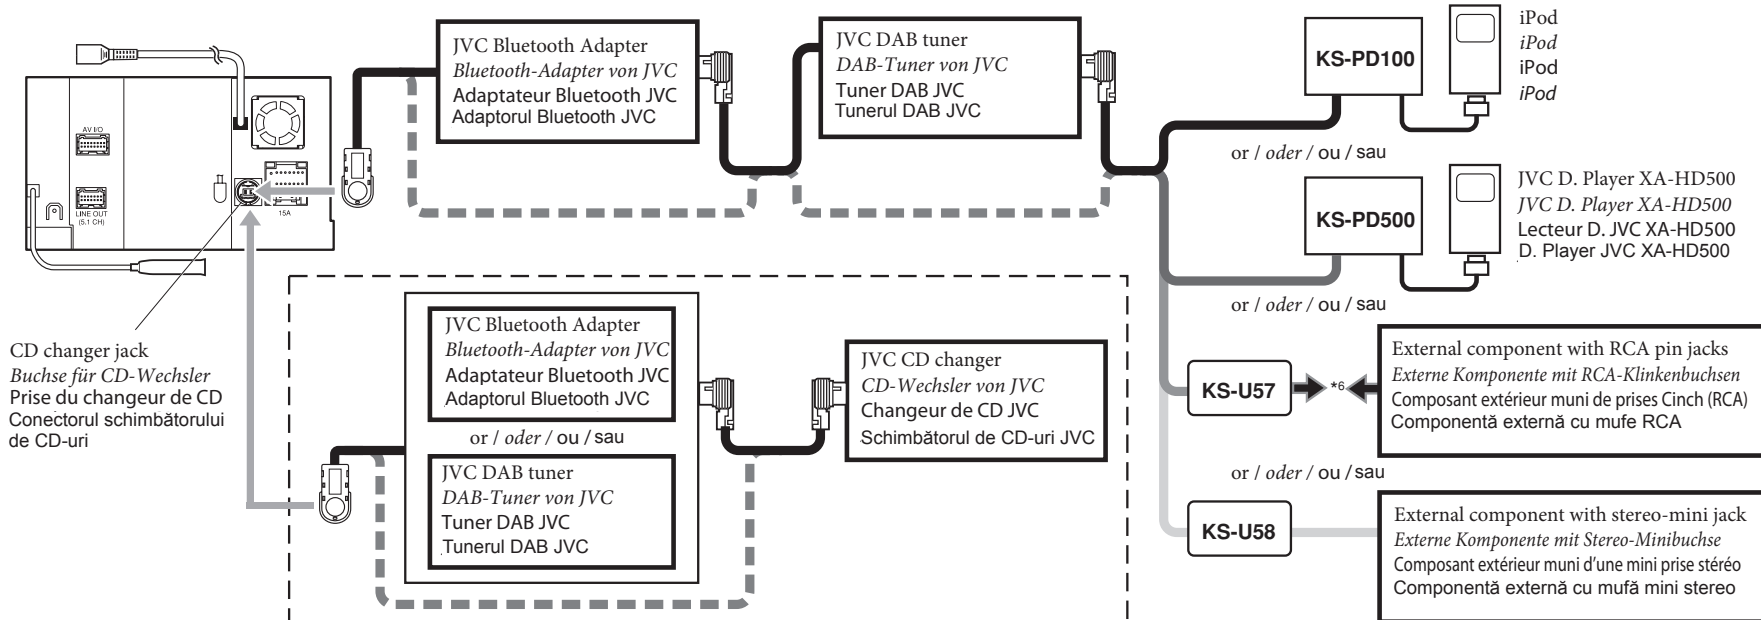 AV I/O
LINE OUT
(5.1 CH)
15A
CD changer jack
Buchse für CD-Wechsler
Prise du changeur de CD
Conectorul schimbătorului
de CD-uri
JVC Bluetooth Adapter
Bluetooth-Adapter von JVC
Adaptateur Bluetooth JVC
Adaptorul Bluetooth JVC
JVC DAB tuner
DAB-Tuner von JVC
Tuner DAB JVC
Tunerul DAB JVC
KS-PD100
iPod
iPod
iPod
iPod
or / oder / ou / sau
KS-PD500
JVC D. Player XA-HD500
JVC D. Player XA-HD500
Lecteur D. JVC XA-HD500
D. Player JVC XA-HD500
or / oder / ou / sau
KS-U57
*6
External component with RCA pin jacks
Externe Komponente mit RCA-Klinkenbuchsen
Composant extérieur muni de prises Cinch (RCA)
Componentă externă cu mufe RCA
or / oder / ou / sau
KS-U58
External component with stereo-mini jack
Externe Komponente mit Stereo-Minibuchse
Composant extérieur muni d'une mini prise stéréo
Componentă externă cu mufă mini stereo
JVC Bluetooth Adapter
Bluetooth-Adapter von JVC
Adaptateur Bluetooth JVC
Adaptorul Bluetooth JVC
or / oder / ou / sau
JVC DAB tuner
DAB-Tuner von JVC
Tuner DAB JVC
Tunerul DAB JVC
JVC CD changer
CD-Wechsler von JVC
Changeur de CD JVC
Schimbătorul de CD-uri JVC